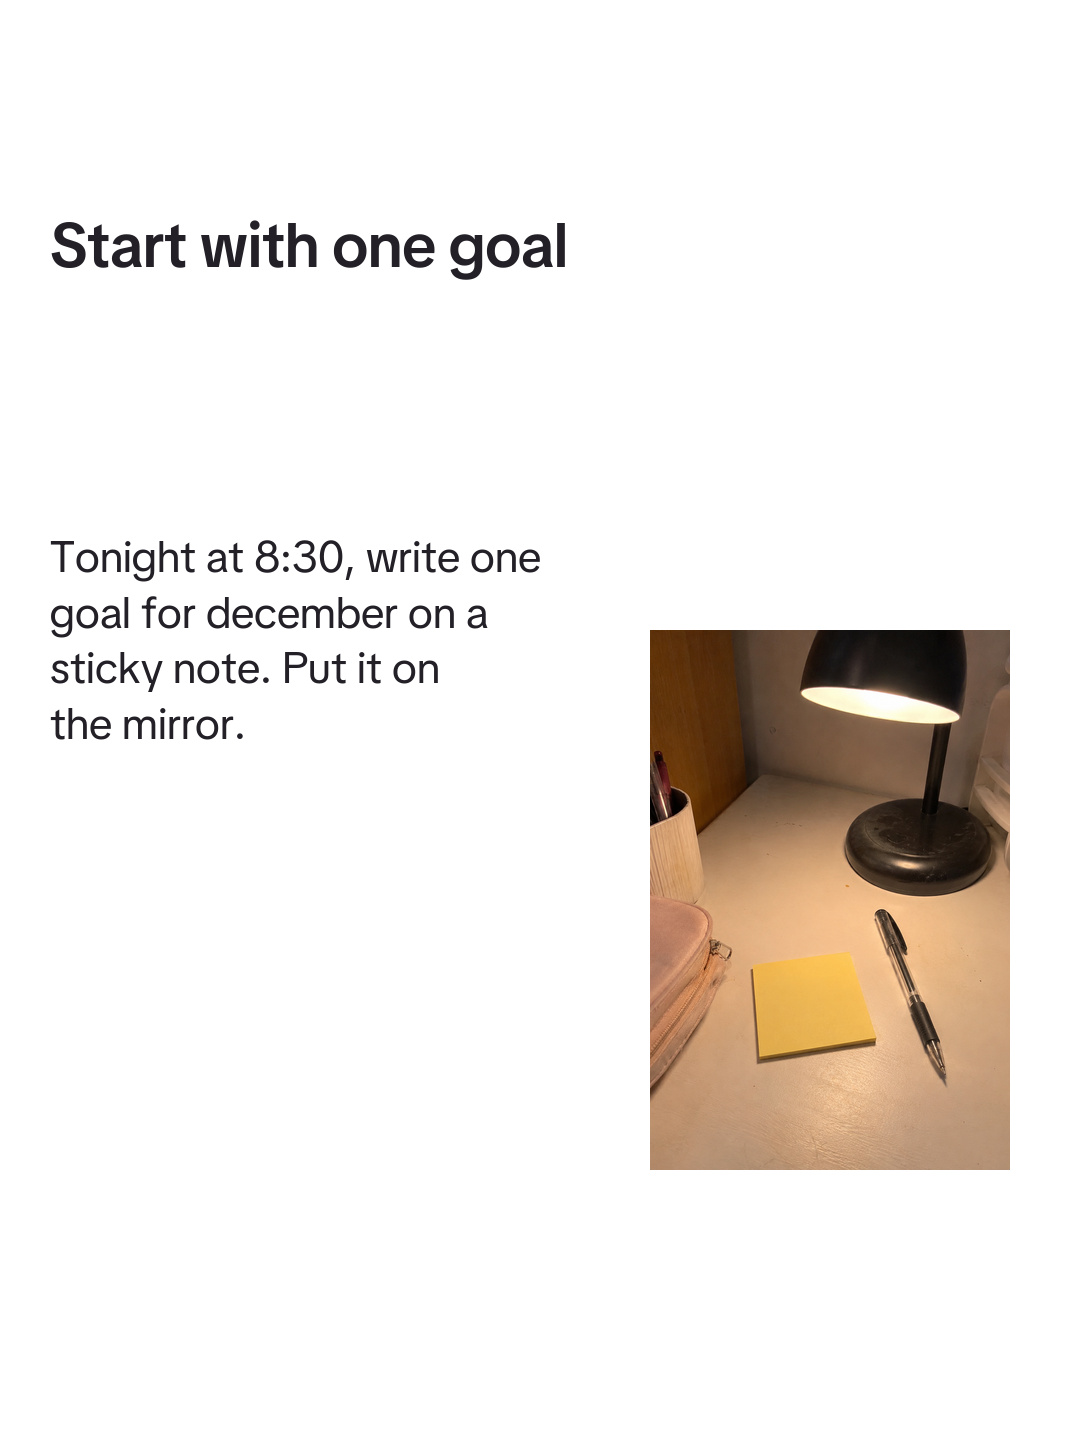 Start with one goal
Tonight at 8:30, write one
goal for december on a
sticky note. Put it on
the mirror.